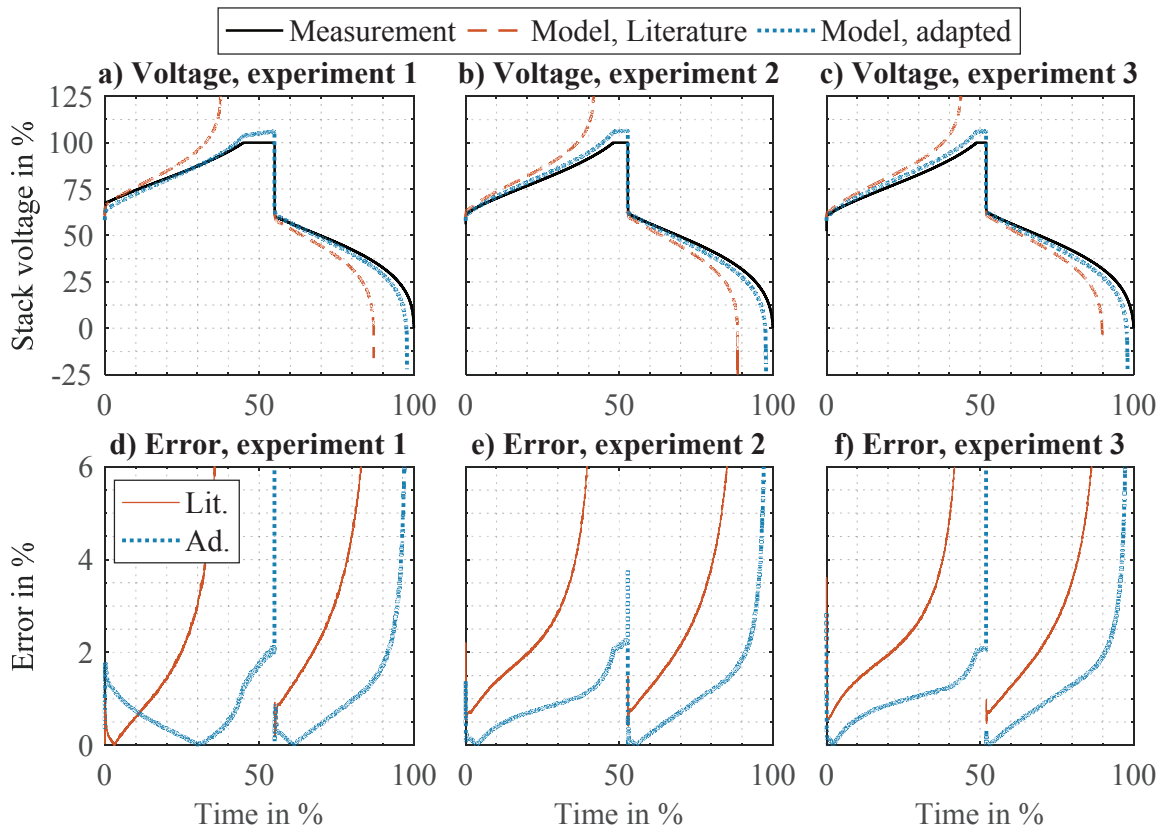 Measurement Model, Literature Model, adapted
a) Voltage, experiment 1 b) Voltage, experiment 2 c) Voltage, experiment 3
Stack voltage in %
125
100
75
50
25
0
-25
0 50 100 0 50 100 0 50 100
d) Error, experiment 1 e) Error, experiment 2 f) Error, experiment 3
Error in %
6
4
2
0
Lit.
Ad.
0 50 100 0 50 100 0 50 100
Time in % Time in % Time in %